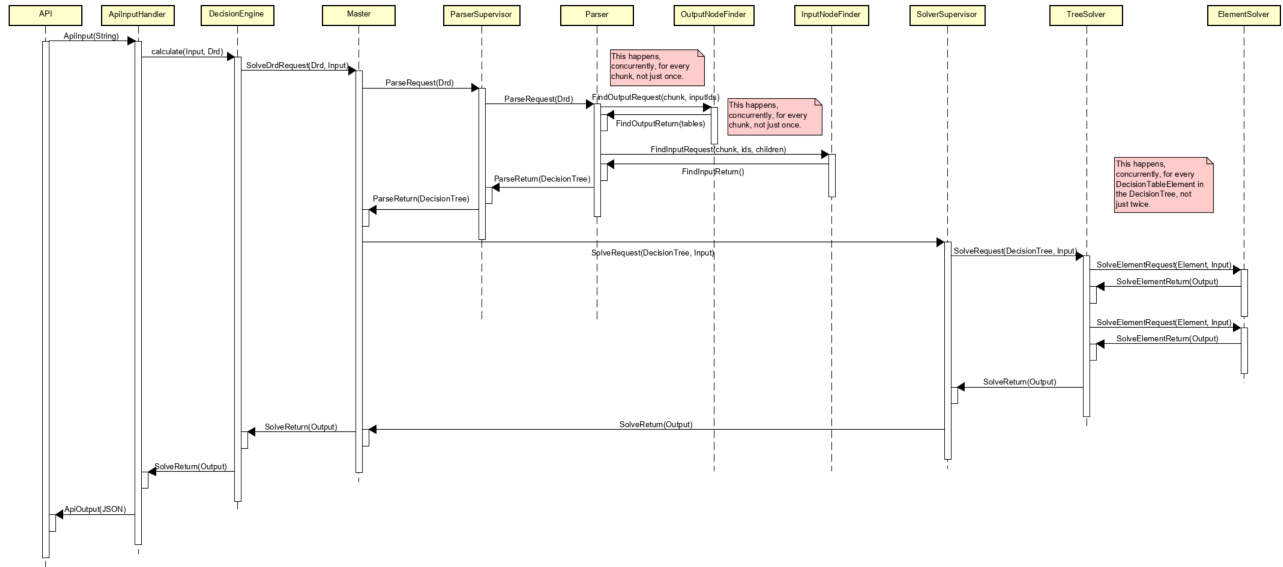 API
ApiInputHandler
DecisionEngine
Master
ParserSupervisor
Parser
OutputNodeFinder
InputNodeFinder
SolverSupervisor
TreeSolver
ElementSolver
ApiInput(String)
calculate(Input, Drd)
SolveDrdRequest(Drd, Input)
This happens,
concurrently, for every
chunk, not just once.
ParseRequest(Drd)
ParseRequest(Drd)
FindOutputRequest(chunk, inputIds)
This happens,
concurrently, for every
chunk, not just once.
FindOutputReturn(tables)
FindInputRequest(chunk, ids, children)
FindInputReturn()
This happens,
concurrently, for every
DecisionTableElement in
the DecisionTree, not
just twice.
ParseReturn(DecisionTree)
ParseReturn(DecisionTree)
SolveRequest(DecisionTree, Input)
SolveRequest(DecisionTree, Input)
SolveElementRequest(Element, Input)
SolveElementReturn(Output)
SolveElementRequest(Element, Input)
SolveElementReturn(Output)
SolveReturn(Output)
SolveReturn(Output)
SolveReturn(Output)
SolveReturn(Output)
ApiOutput(JSON)